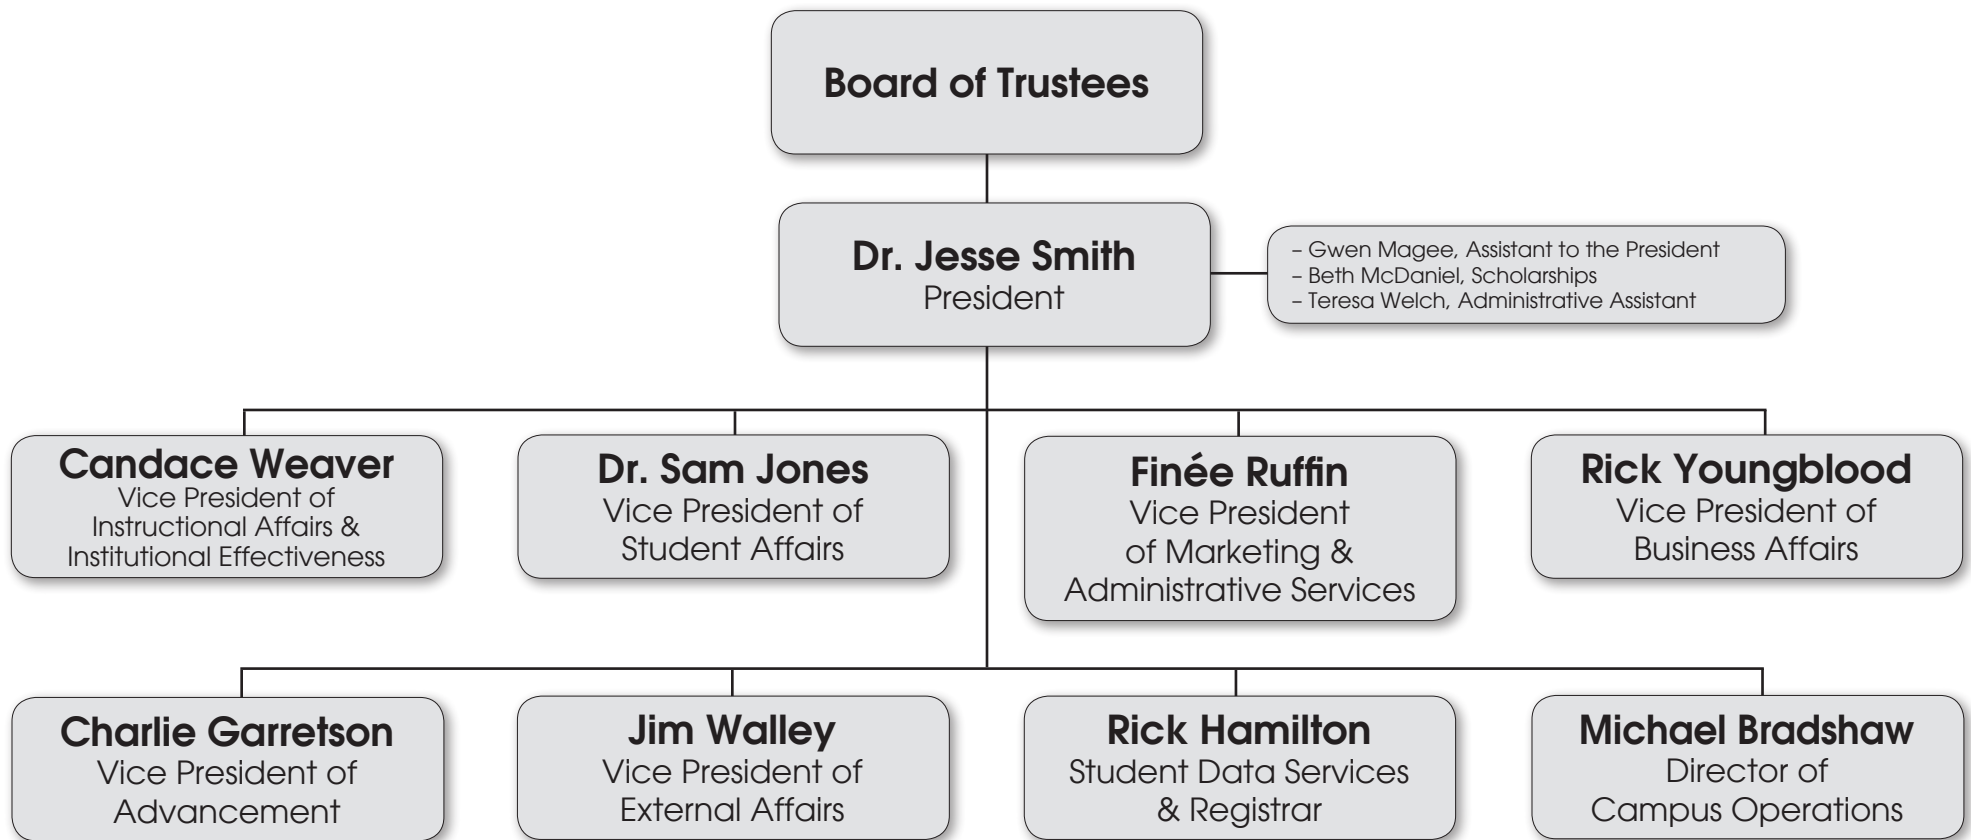 Board of Trustees
Dr. Jesse Smith
President
– Gwen Magee, Assistant to the President
– Beth McDaniel, Scholarships
– Teresa Welch, Administrative Assistant
Candace Weaver
Vice President of
Instructional Affairs &
Institutional Effectiveness
Dr. Sam Jones
Vice President of
Student Affairs
Finée Ruffin
Vice President
of Marketing &
Administrative Services
Rick Youngblood
Vice President of
Business Affairs
Charlie Garretson
Vice President of
Advancement
Jim Walley
Vice President of
External Affairs
Rick Hamilton
Student Data Services
& Registrar
Michael Bradshaw
Director of
Campus Operations